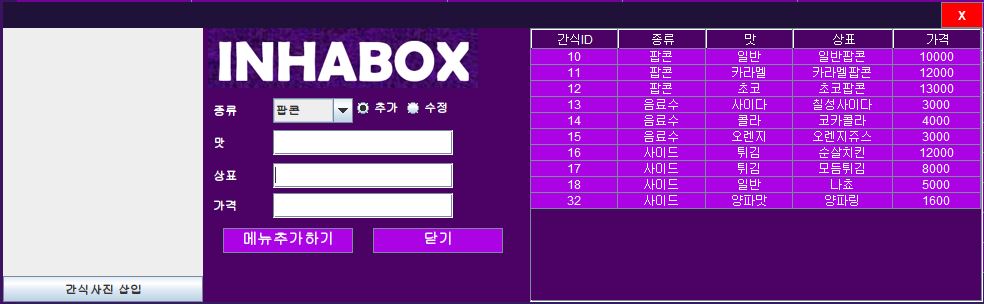 X
INHABOX
종류 팝콘 추가 수정
맛
상표
가격
메뉴추가하기 닫기
간식사진 삽입
간식ID 종류 맛 상표 가격
10 팝콘 일반 일반팝콘 10000
11 팝콘 카라멜 카라멜팝콘 12000
12 팝콘 초코 초코팝콘 13000
13 음료수 사이다 칠성사이다 3000
14 음료수 콜라 코카콜라 4000
15 음료수 오렌지 오렌지쥬스 3000
16 사이드 튀김 순살치킨 12000
17 사이드 튀김 모듬튀김 8000
18 사이드 일반 나쵸 5000
32 사이드 양파맛 양파링 1600